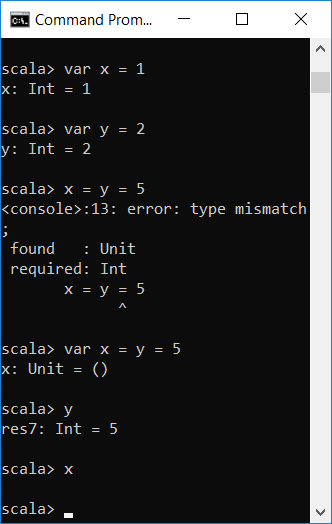 Command Prom...
scala> var x = 1
x: Int = 1
scala> var y = 2
y: Int = 2
scala> x = y = 5
<console>:13: error: type mismatch
;
 found   : Unit
 required: Int
       x = y = 5
             ^
scala> var x = y = 5
x: Unit = ()
scala> y
res7: Int = 5
scala> x
scala>